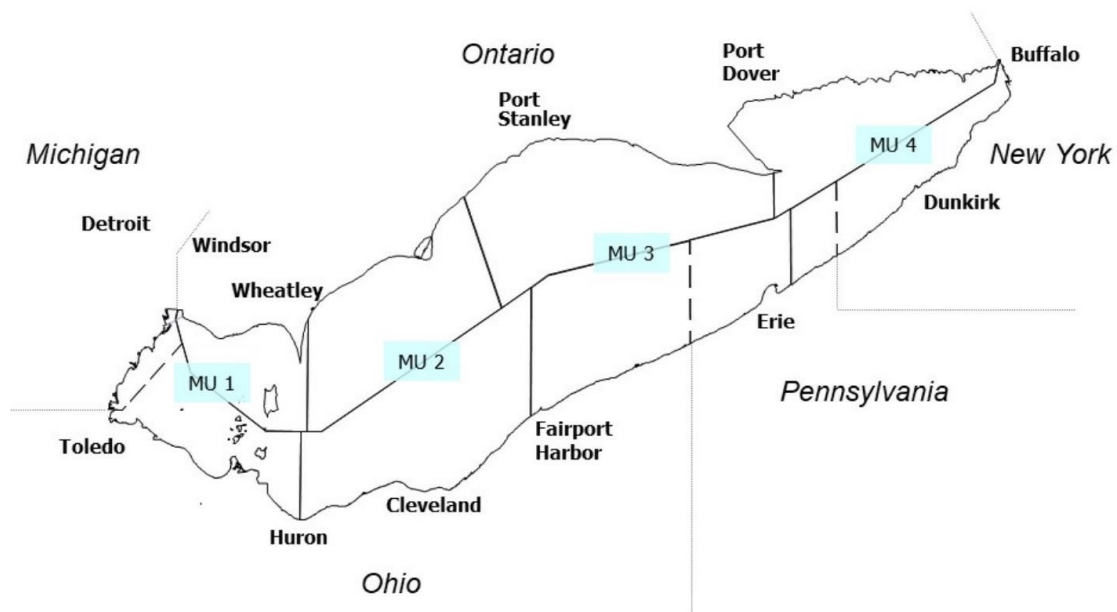 Ontario
Port
Dover
Buffalo
Port
Stanley
Michigan
MU 4
New York
Detroit
Dunkirk
Windsor
MU 3
Wheatley
Erie
MU 2
MU 1
Pennsylvania
Toledo
Fairport
Harbor
Cleveland
Huron
Ohio